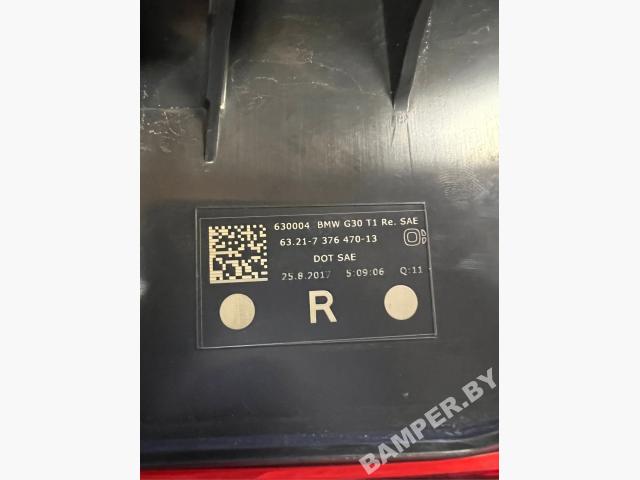 630004 BMW G30 T1 Re. SAE
63.21-7 376 470-13
DOT SAE
25.8.2017 5:09:06 Q:11
R
BAMPER.BY